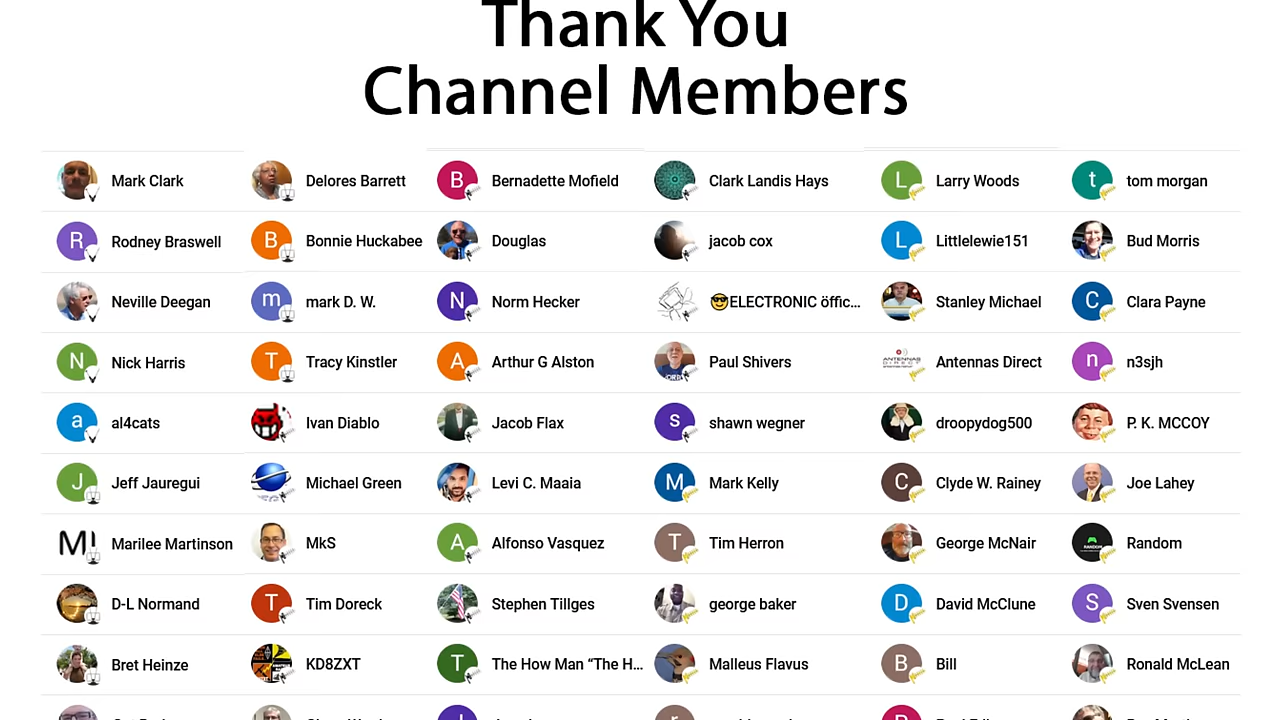 Thank You
Channel Members
Mark Clark Delores Barrett B Bernadette Mofield Clark Landis Hays L Larry Woods t tom morgan
R Rodney Braswell B Bonnie Huckabee Douglas jacob cox L Littlelewie151 Bud Morris
Neville Deegan m mark D. W. N Norm Hecker 😎ELECTRONIC öffic... Stanley Michael C Clara Payne
N Nick Harris T Tracy Kinstler A Arthur G Alston Paul Shivers ANTENNAS DIRECT Antennas Direct n n3sjh
a al4cats Ivan Diablo Jacob Flax s shawn wegner droopydog500 P. K. MCCOY
J Jeff Jauregui Michael Green Levi C. Maaia M Mark Kelly C Clyde W. Rainey Joe Lahey
Marilee Martinson MkS A Alfonso Vasquez T Tim Herron George McNair RANDOM Random
D-L Normand T Tim Doreck Stephen Tillges george baker D David McClune S Sven Svensen
Bret Heinze KD8ZXT T The How Man “The H... Malleus Flavus B Bill Ronald McLean